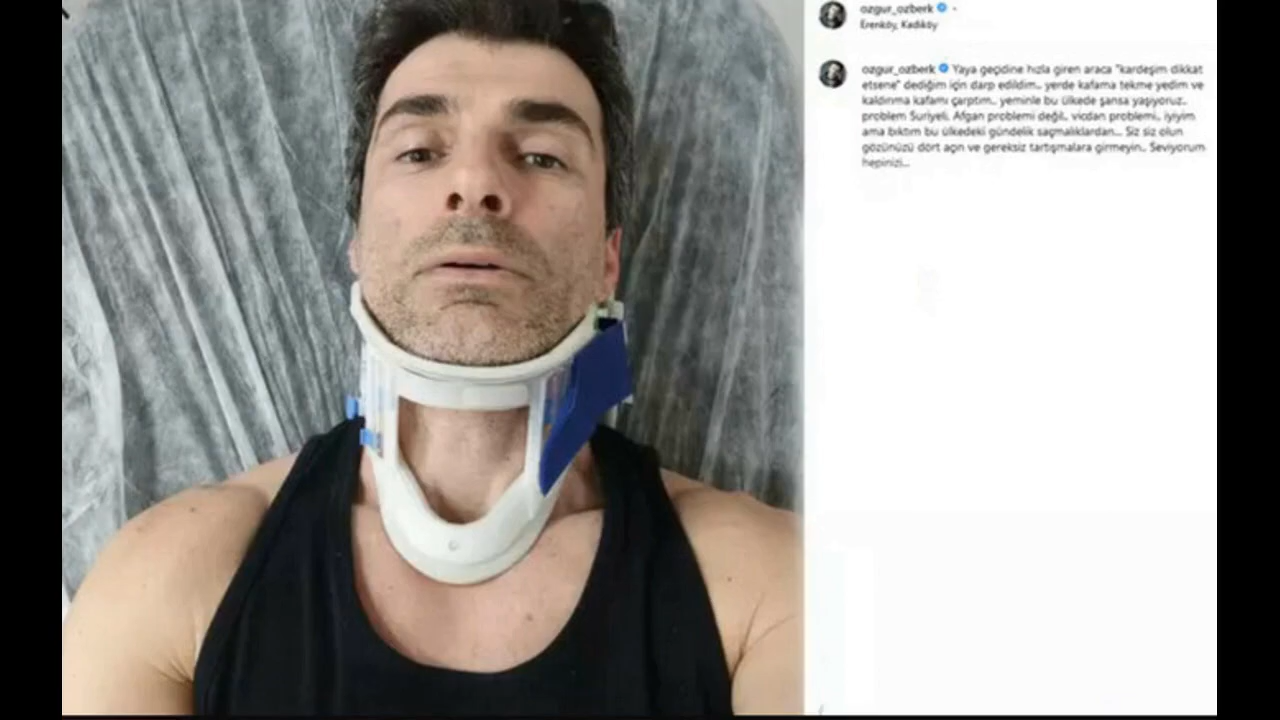 ozgur_ozberk
Erenköy, Kadıköy
ozgur_ozberk Yaya geçidine hızla giren araca "kardeşim dikkat
etsene" dediğim için darp edildim.. yerde kafama tekme yedim ve
kaldırıma kafamı çarptım.. yeminle bu ülkede şansa yaşıyoruz..
problem Suriyeli, Afgan problemi değil.. vicdan problemi.. iyiyim
ama bıktım bu ülkedeki gündelik saçmalıklardan... Siz siz olun
gözünüzü dört açın ve gereksiz tartışmalara girmeyin.. Seviyorum
hepinizi...